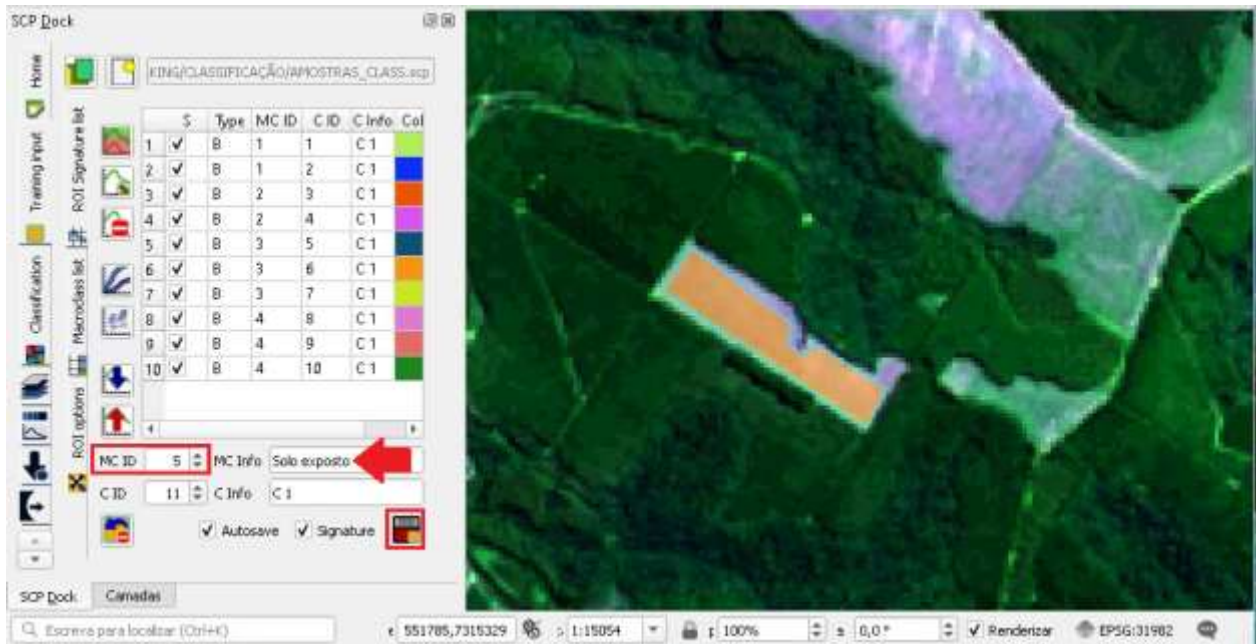 SCP Dock
Home
Training input
Classification
ROI Signature list
Macroclass list
ROI options
KING/CLASSIFICAÇÃO/AMOSTRAS_CLASS.scp
S Type MC ID C ID C Info Col
1 B 1 1 C 1
2 B 1 2 C 1
3 B 2 3 C 1
4 B 2 4 C 1
5 B 3 5 C 1
6 B 3 6 C 1
7 B 3 7 C 1
8 B 4 8 C 1
9 B 4 9 C 1
10 B 4 10 C 1
MC ID 5 MC Info Solo exposto
C ID 11 C Info C 1
Autosave Signature
SCP Dock Camadas
Escreva para localizar (Ctrl+K) 551785,7315329 1:15054 100% 0,0° Renderizar EPSG:31982